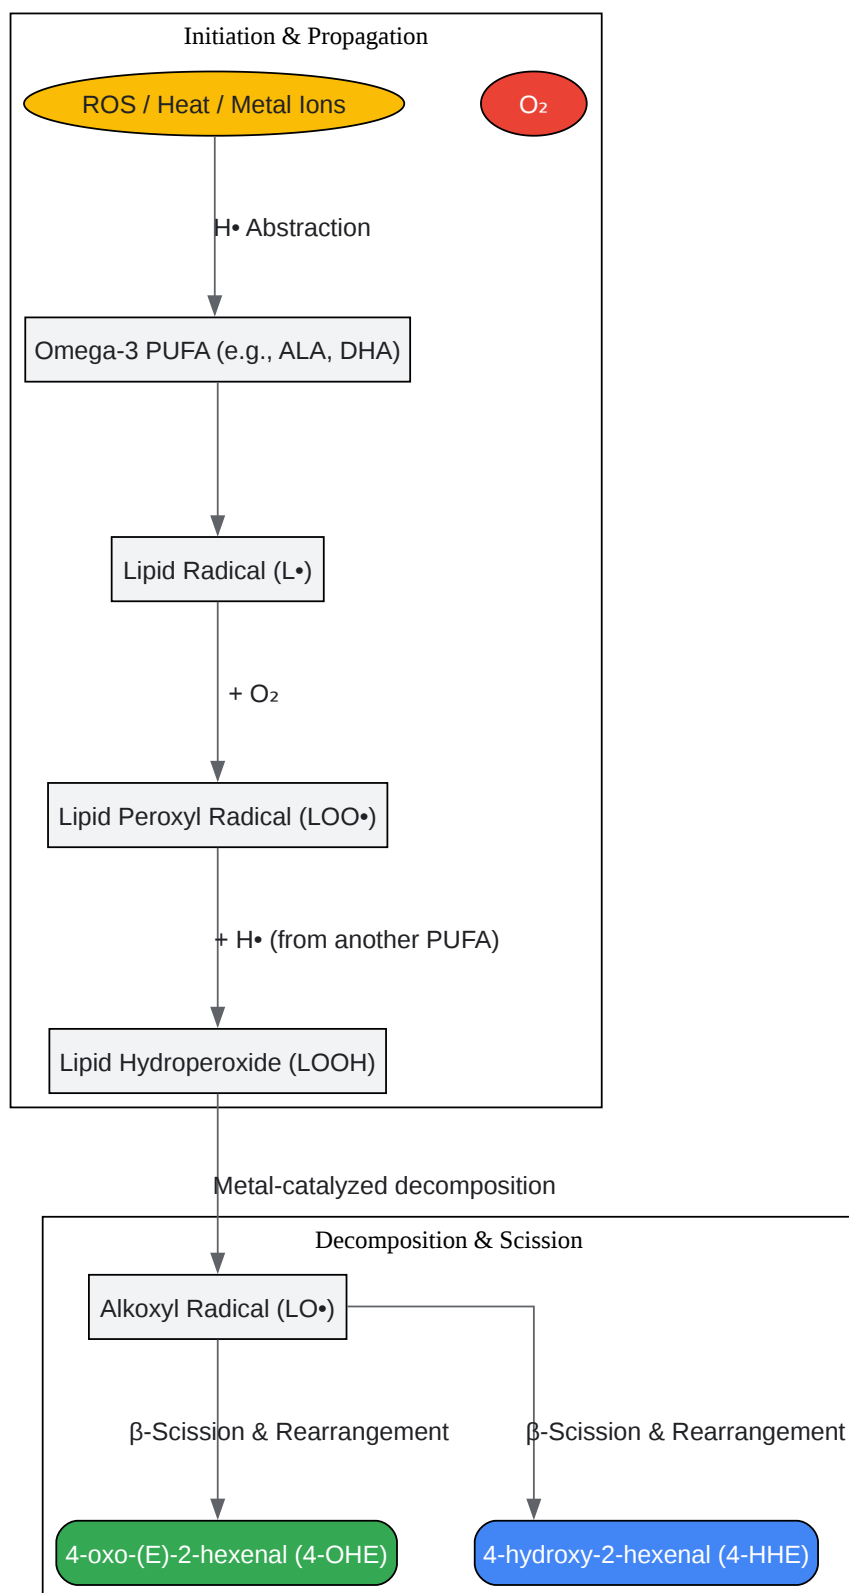 Initiation & Propagation
ROS / Heat / Metal Ions
O₂
H• Abstraction
Omega-3 PUFA (e.g., ALA, DHA)
Lipid Radical (L•)
+ O₂
Lipid Peroxyl Radical (LOO•)
+ H• (from another PUFA)
Lipid Hydroperoxide (LOOH)
Metal-catalyzed decomposition
Decomposition & Scission
Alkoxyl Radical (LO•)
β-Scission & Rearrangement
β-Scission & Rearrangement
4-oxo-(E)-2-hexenal (4-OHE)
4-hydroxy-2-hexenal (4-HHE)